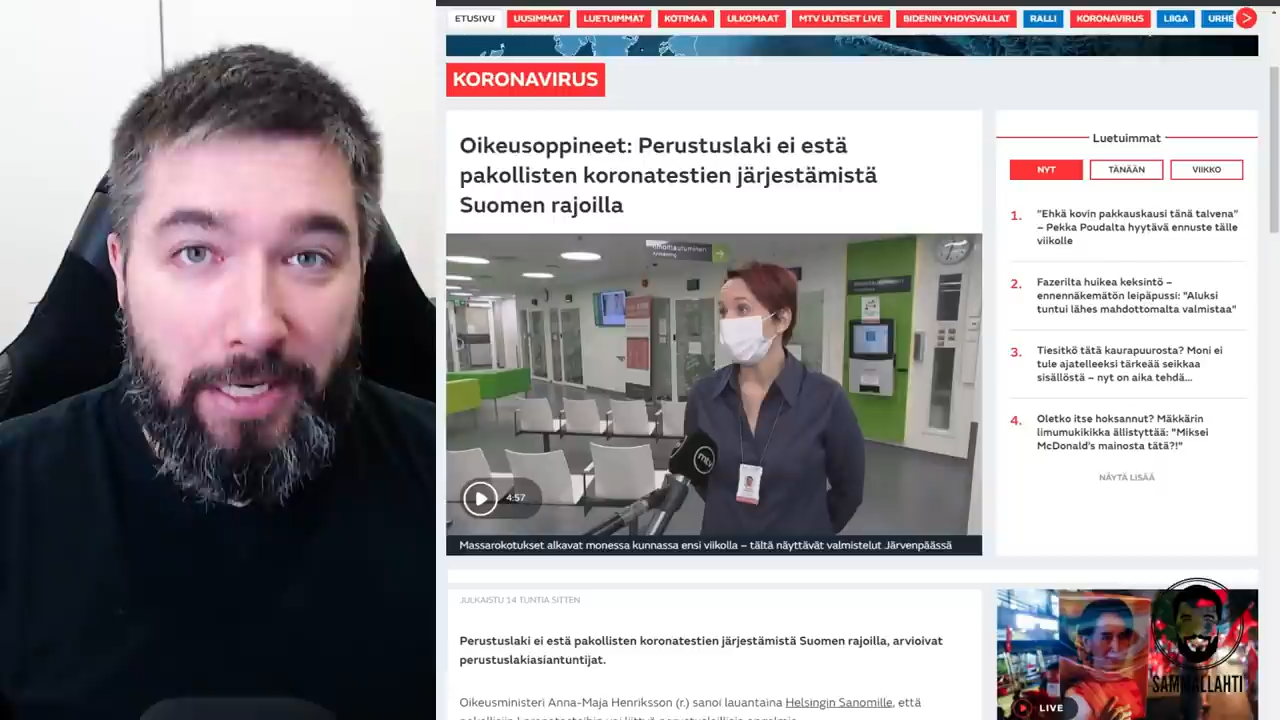 ETUSIVU
UUSIMMAT
LUETUIMMAT
KOTIMAA
ULKOMAAT
MTV UUTISET LIVE
BIDENIN YHDYSVALLAT
RALLI
KORONAVIRUS
LIIGA
URHE
KORONAVIRUS
Oikeusoppineet: Perustuslaki ei estä
pakollisten koronatestien järjestämistä
Suomen rajoilla
mtv
4:57
Massarokotukset alkavat monessa kunnassa ensi viikolla – tältä näyttävät valmistelut Järvenpäässä
JULKAISTU 14 TUNTIA SITTEN
Perustuslaki ei estä pakollisten koronatestien järjestämistä Suomen rajoilla, arvioivat
perustuslakiasiantuntijat.
Oikeusministeri Anna-Maja Henriksson (r.) sanoi lauantaina Helsingin Sanomille, että
Luetuimmat
NYT
TÄNÄÄN
VIIKKO
1. "Ehkä kovin pakkauskausi tänä talvena"
– Pekka Poudalta hyytävä ennuste tälle
viikolle
2. Fazerilta huikea keksintö –
ennennäkemätön leipäpussi: "Aluksi
tuntui lähes mahdottomalta valmistaa"
3. Tiesitkö tätä kaurapuurosta? Moni ei
tule ajatelleeksi tärkeää seikkaa
sisällöstä – nyt on aika tehdä...
4. Oletko itse hoksannut? Mäkkärin
limumukikikka ällistyttää: "Miksei
McDonald's mainosta tätä?!"
NÄYTÄ LISÄÄ
LIVE
SAMMALLAHTI